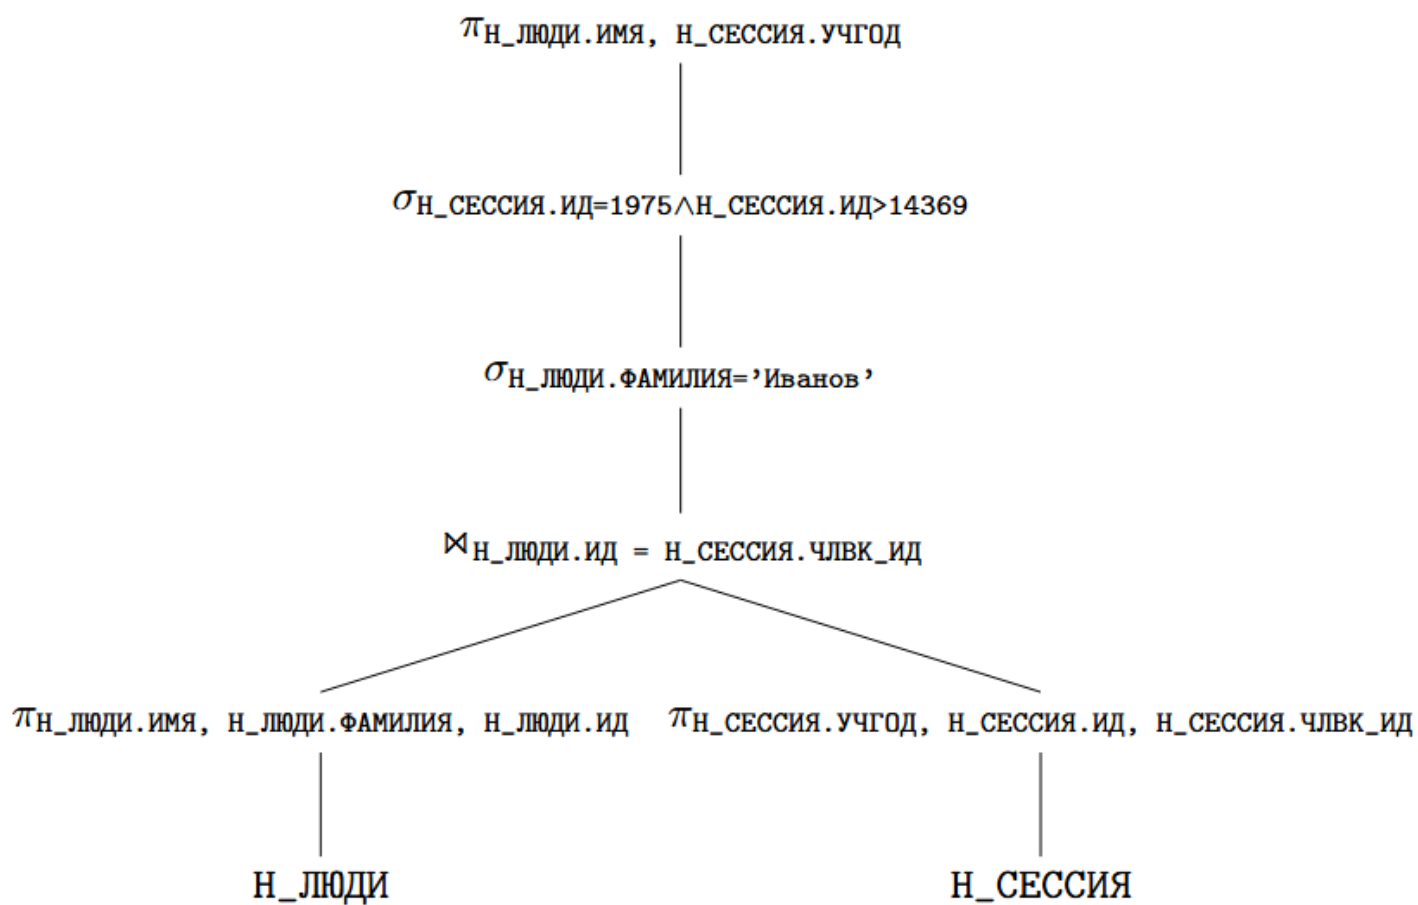 πН_ЛЮДИ.ИМЯ, Н_СЕССИЯ.УЧГОД
σН_СЕССИЯ.ИД=1975∧Н_СЕССИЯ.ИД>14369
σН_ЛЮДИ.ФАМИЛИЯ='Иванов'
⋈Н_ЛЮДИ.ИД = Н_СЕССИЯ.ЧЛВК_ИД
πН_ЛЮДИ.ИМЯ, Н_ЛЮДИ.ФАМИЛИЯ, Н_ЛЮДИ.ИД
πН_СЕССИЯ.УЧГОД, Н_СЕССИЯ.ИД, Н_СЕССИЯ.ЧЛВК_ИД
Н_ЛЮДИ
Н_СЕССИЯ